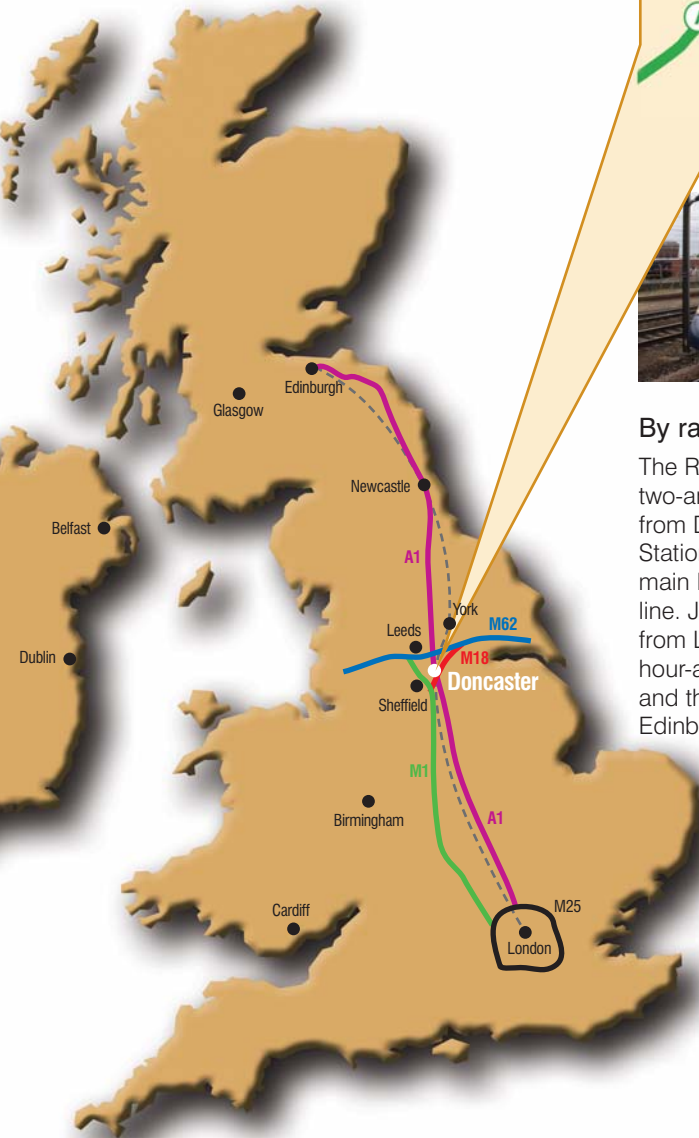 Edinburgh
Glasgow
Newcastle
Belfast
A1
York
M62
Leeds
M18
Dublin
Doncaster
Sheffield
M1
Birmingham
A1
Cardiff
M25
London
By ra
The R
two-an
from D
Statio
main
line. J
from L
hour-a
and th
Edinb